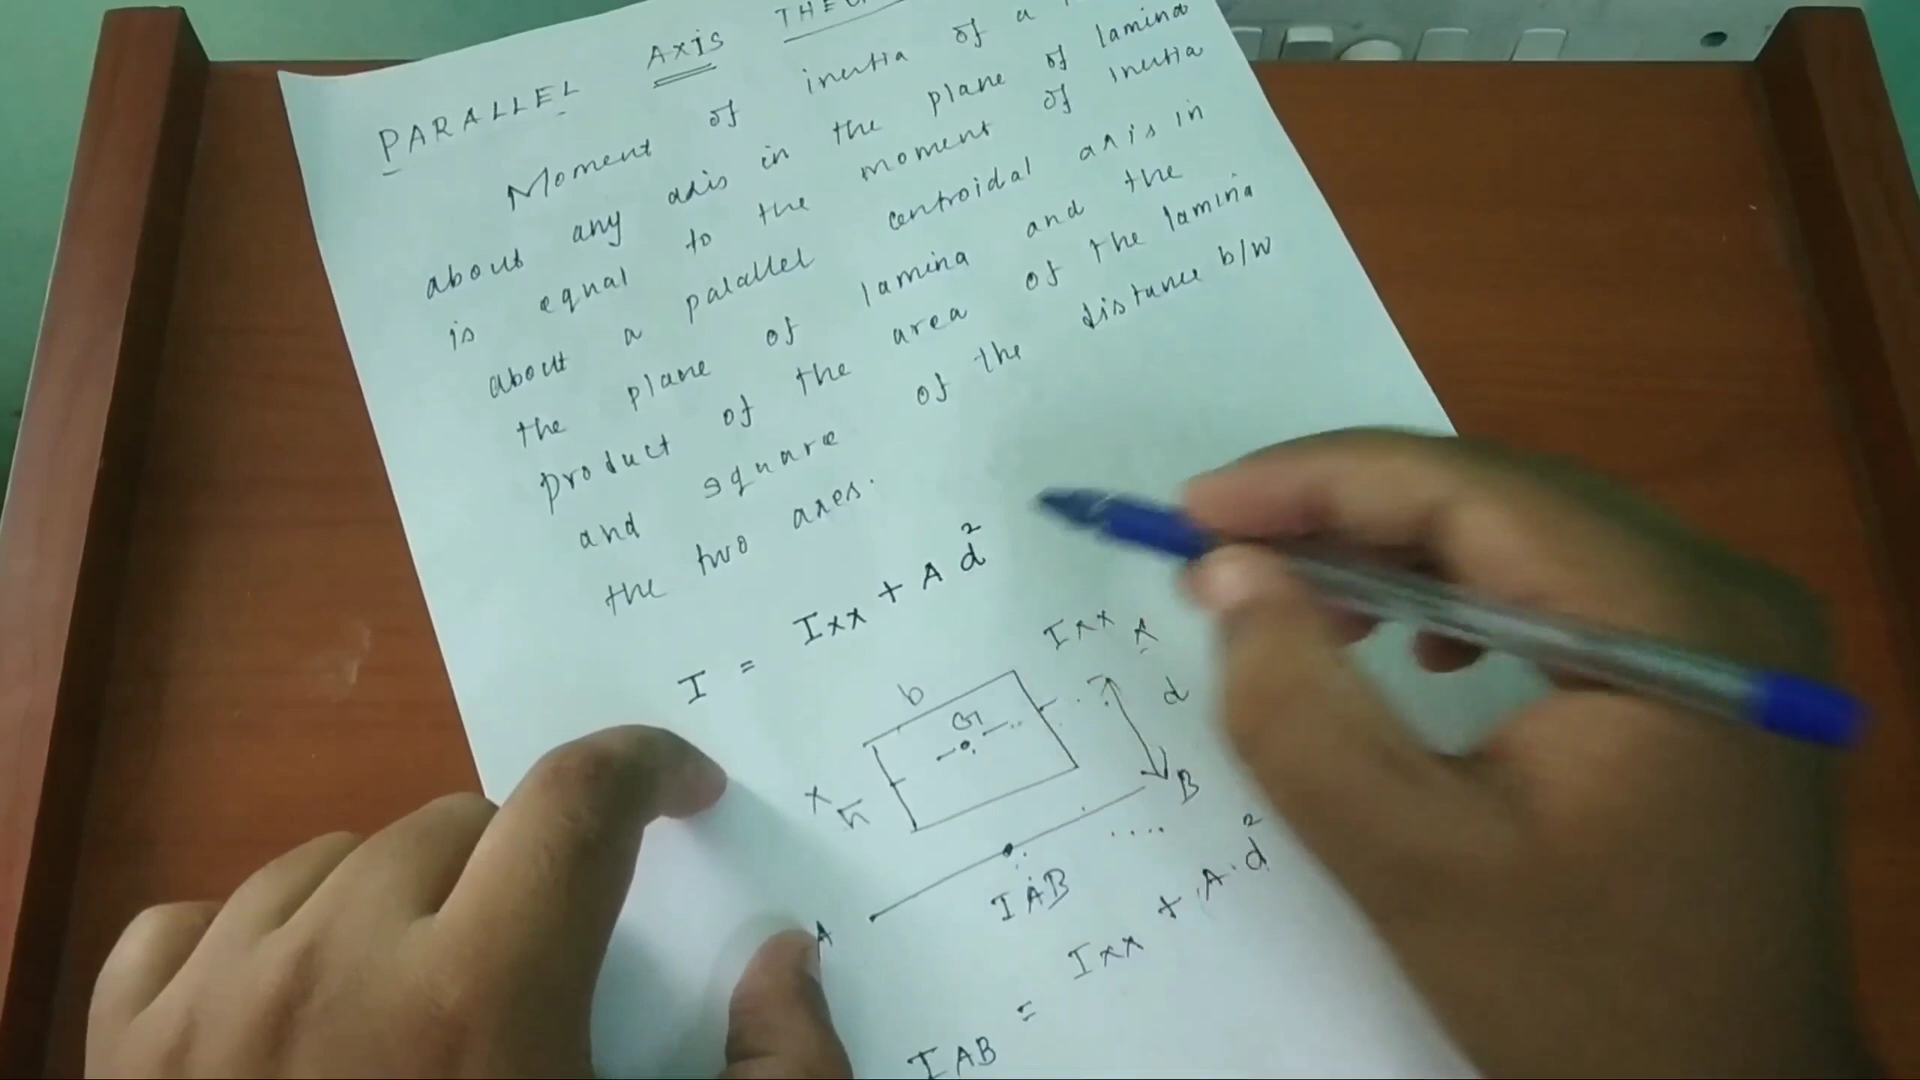 PARALLEL AXIS
Moment of inertia of a
about any axis in the plane of lamina
is equal to the moment of inertia
about a parallel centroidal axis in
the plane of lamina and the
product of the area of the lamina
and square of the distance b/w
the two axes.
I = Ixx + A d²
Ixx
b
G
d
x
h
B
A
IAB
IAB = Ixx + A.d²